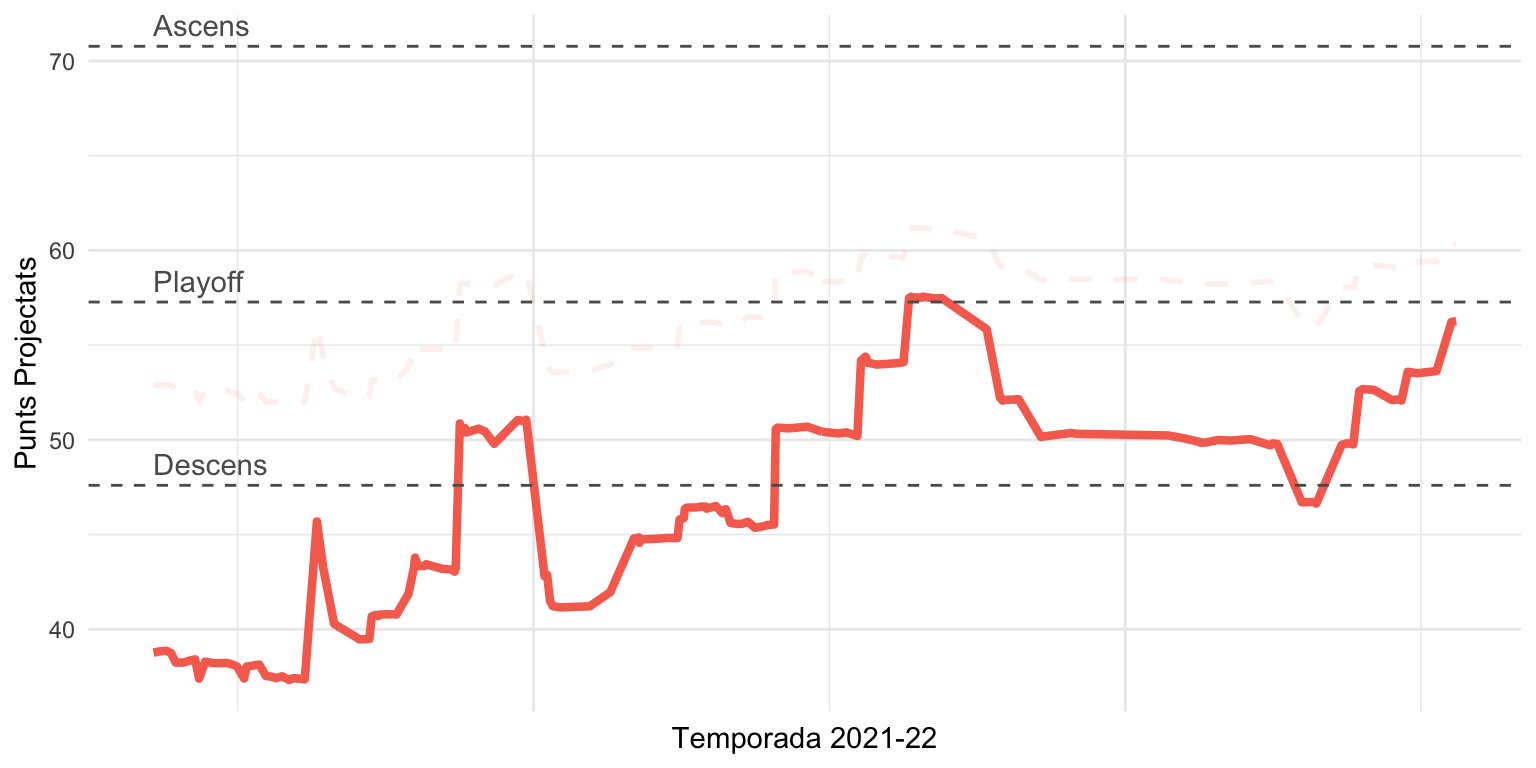 Ascens
70
60
Playoff
50
Descens
40
Punts Projectats
Temporada 2021-22